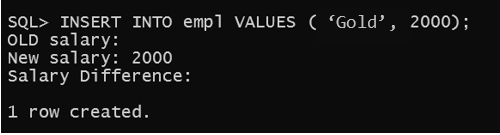 SQL> INSERT INTO empl VALUES ( ‘Gold’, 2000);
OLD salary:
New salary: 2000
Salary Difference:
1 row created.